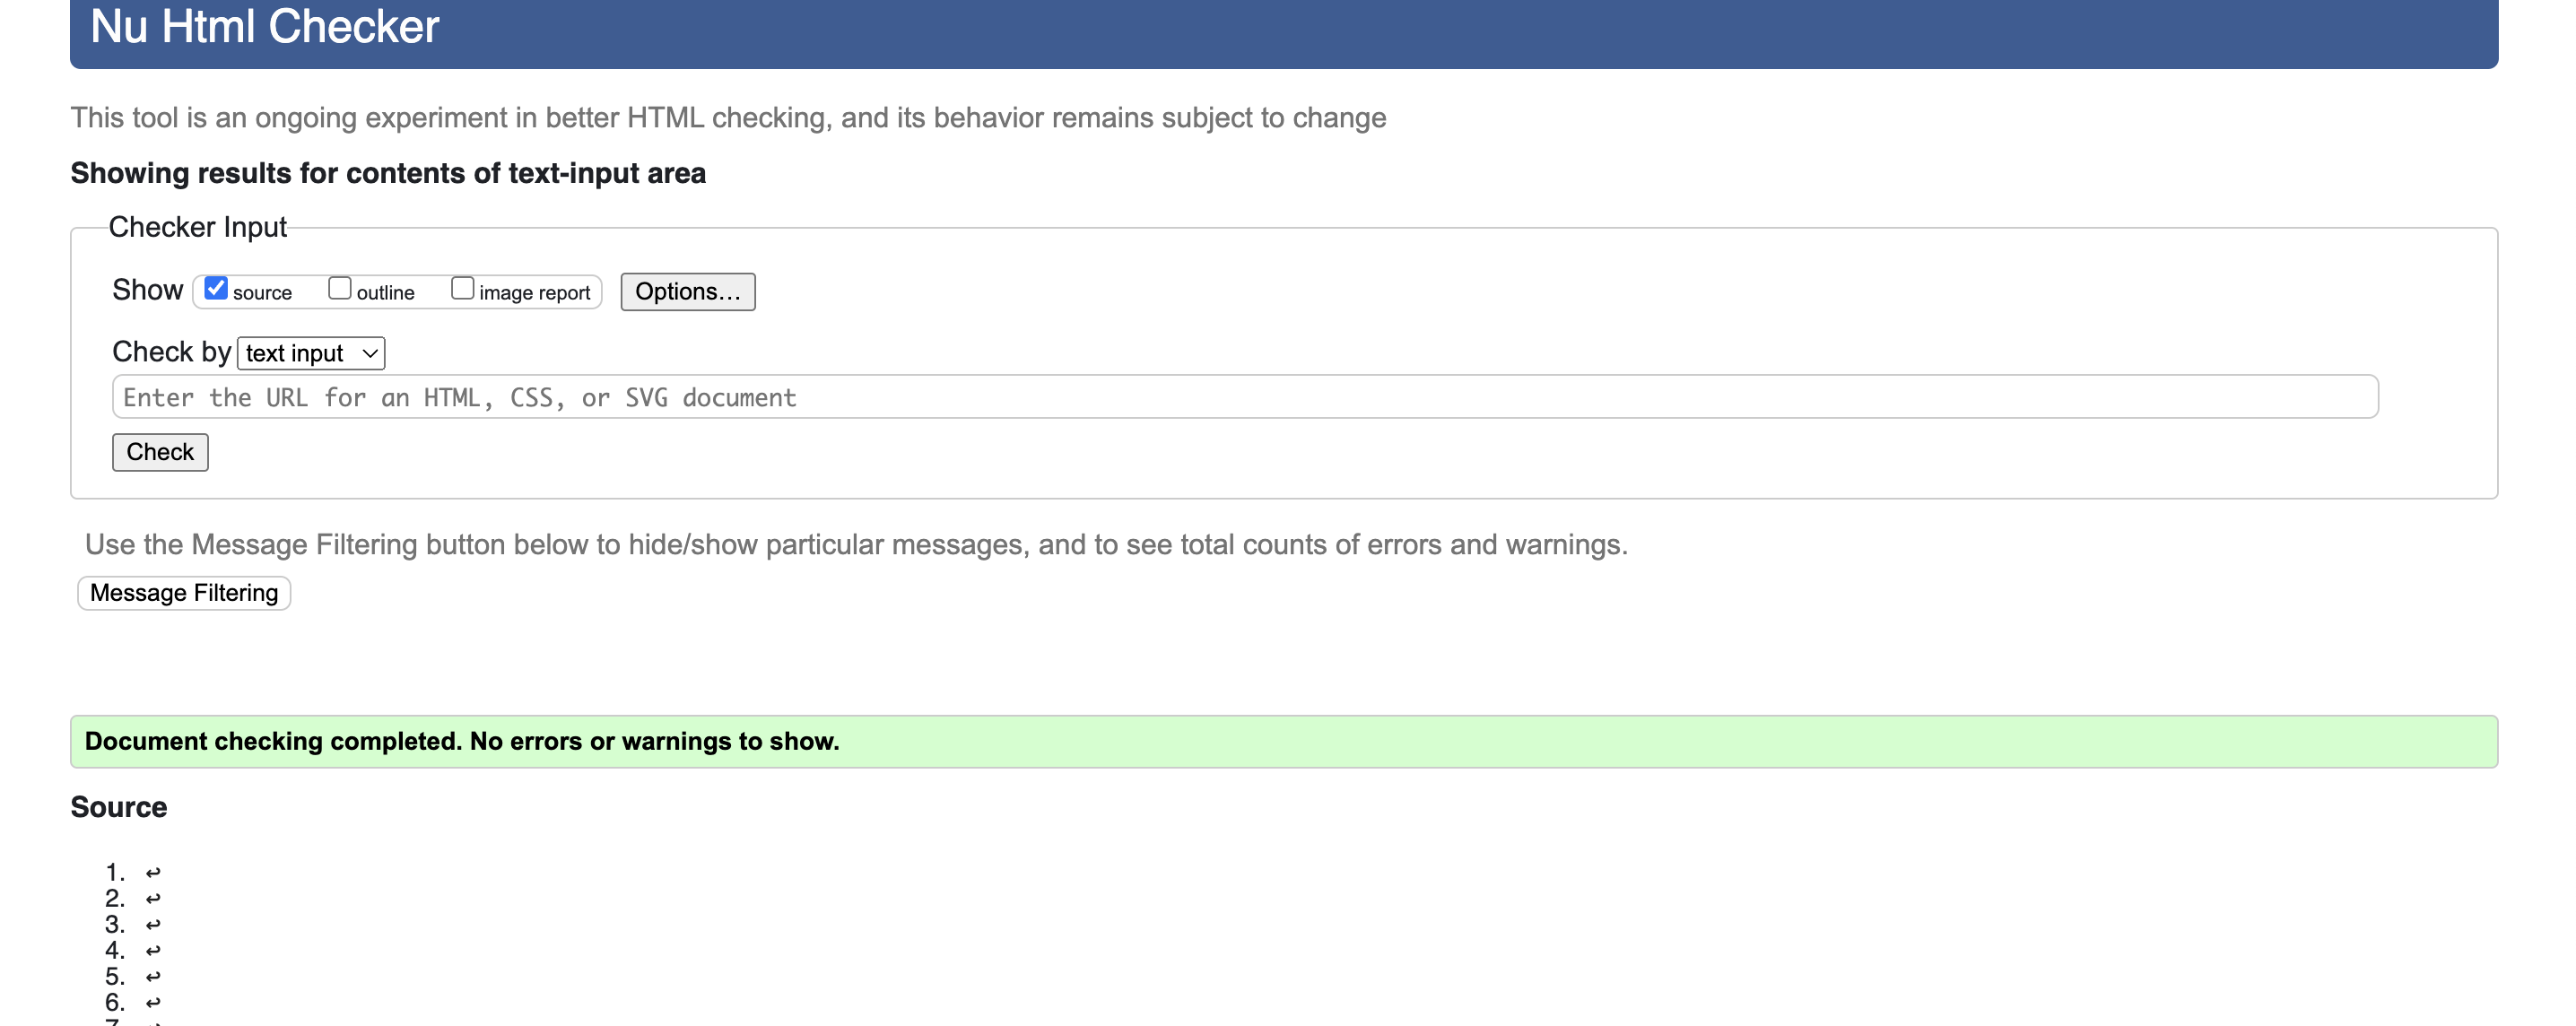 Nu Html Checker
This tool is an ongoing experiment in better HTML checking, and its behavior remains subject to change
Showing results for contents of text-input area
Checker Input
Show source outline image report Options...
Check by text input
Enter the URL for an HTML, CSS, or SVG document
Check
Use the Message Filtering button below to hide/show particular messages, and to see total counts of errors and warnings.
Message Filtering
Document checking completed. No errors or warnings to show.
Source
1. ↩
2. ↩
3. ↩
4. ↩
5. ↩
6. ↩